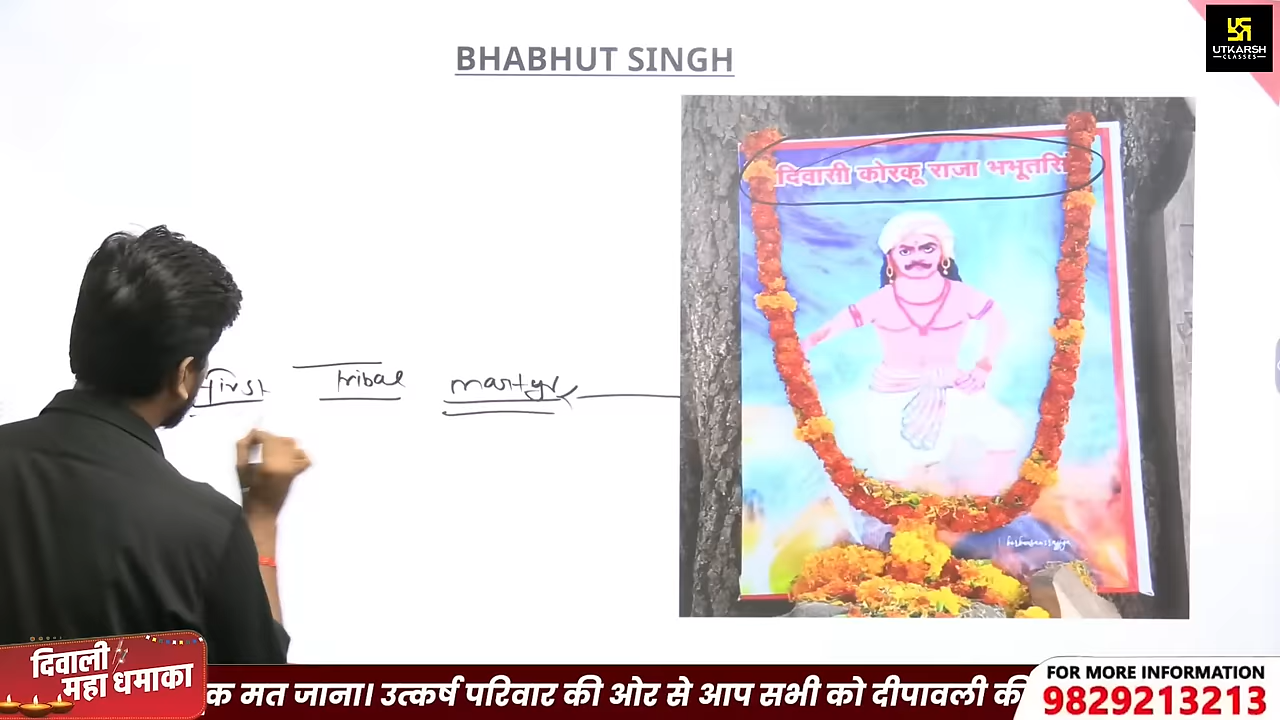 BHABHUT SINGH
UTKARSH
CLASSES
दिवासी कोरकू राजा भभूतसिं
First Tribal martyr
दिवाली
महा धमाका
क मत जाना। उत्कर्ष परिवार की ओर से आप सभी को दीपावली की
FOR MORE INFORMATION
9829213213